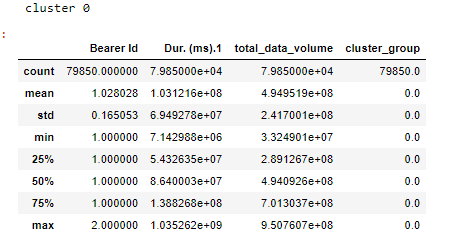 cluster 0
:
Bearer Id Dur. (ms).1 total_data_volume cluster_group
count 79850.000000 7.985000e+04 7.985000e+04 79850.0
mean 1.028028 1.031216e+08 4.949519e+08 0.0
std 0.165053 6.949278e+07 2.417001e+08 0.0
min 1.000000 7.142988e+06 3.324901e+07 0.0
25% 1.000000 5.432635e+07 2.891267e+08 0.0
50% 1.000000 8.640003e+07 4.940926e+08 0.0
75% 1.000000 1.388268e+08 7.013037e+08 0.0
max 2.000000 1.035262e+09 9.507607e+08 0.0